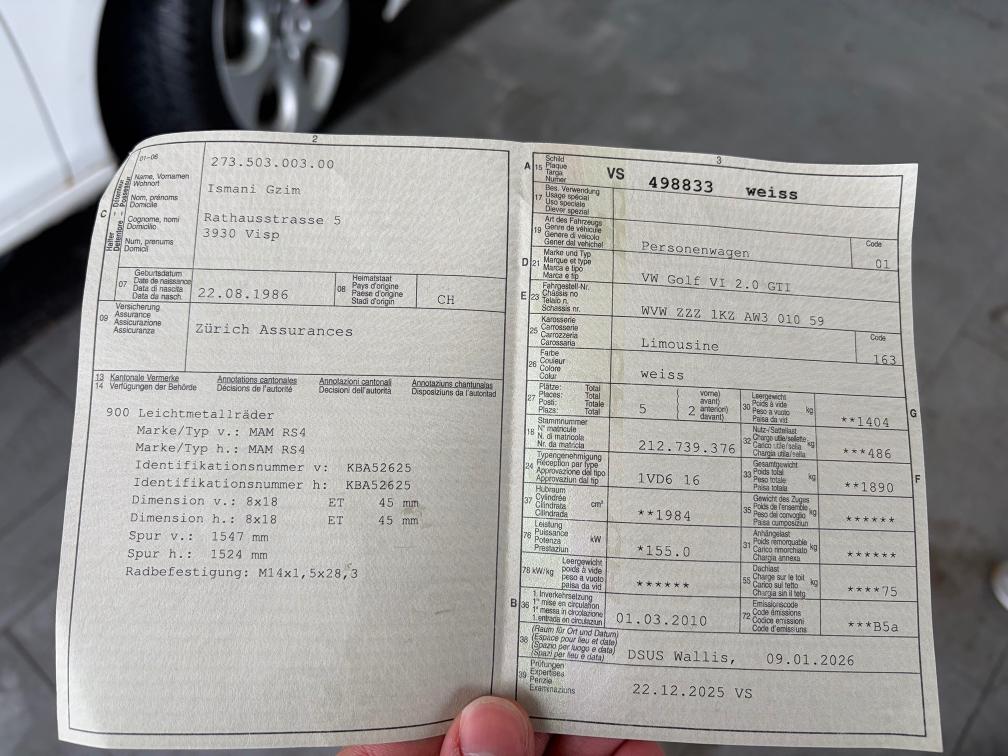 2
01-06
273.503.003.00
C
Halter
Détenteur
Detentore
Possessur
Name, Vornamen
Wohnort
Nom, prénoms
Domicile
Cognome, nomi
Domicilio
Num, prenums
Domicil
Ismani Gzim
Rathausstrasse 5
3930 Visp
07
Geburtsdatum
Date de naissance
Data di nascita
Data da nasch.
22.08.1986
08
Heimatstaat
Pays d'origine
Paese d'origine
Stadi d'origin
CH
09
Versicherung
Assurance
Assicurazione
Assicuranza
Zürich Assurances
13 Kantonale Vermerke Annotations cantonales Annotazioni cantonali Annotaziuns chantunalas
14 Verfügungen der Behörde Décisions de l'autorité Decisioni dell'autorità Disposiziuns da l'autoritad
900 Leichtmetallräder
Marke/Typ v.: MAM RS4
Marke/Typ h.: MAM RS4
Identifikationsnummer v: KBA52625
Identifikationsnummer h: KBA52625
Dimension v.: 8x18 ET 45 mm
Dimension h.: 8x18 ET 45 mm
Spur v.: 1547 mm
Spur h.: 1524 mm
Radbefestigung: M14x1,5x28,3
3
A 15
Schild
Plaque
Targa
Numer
VS 498833 weiss
17
Bes. Verwendung
Usage spécial
Uso speciale
Diever spezial
19
Art des Fahrzeugs
Genre de véhicule
Genere di veicolo
Gener dal vehichel
Personenwagen
Code
01
D 21
Marke und Typ
Marque et type
Marca e tipo
Marca e tip
VW Golf VI 2.0 GTI
E 23
Fahrgestell-Nr.
Châssis no
Telaio n.
Schassis nr.
WVW ZZZ 1KZ AW3 010 59
25
Karosserie
Carrosserie
Carrozzeria
Carossaria
Limousine
Code
163
26
Farbe
Couleur
Colore
Colur
weiss
27
Plätze: Total
Places: Total
Posti: Totale
Plazs: Total
5
vorne)
avant)
anteriori)
davant)
( 2
30
Leergewicht
Poids à vide
Peso a vuoto
Paisa da vid
kg
**1404
G
18
Stammnummer
N° matricule
N. di matricola
Nr. da matricla
212.739.376
32
Nutz-/Sattellast
Charge utile/sellette
Carico utile/sella
Chargia utila/sella
kg
***486
24
Typengenehmigung
Réception par type
Approvazione del tipo
Approvaziun dal tip
1VD6 16
33
Gesamtgewicht
Poids total
Peso totale
Paisa totala
kg
**1890
F
37
Hubraum
Cylindrée
Cilindrata
Cilindrada
cm³
**1984
35
Gewicht des Zuges
Poids de l'ensemble
Peso del convoglio
Paisa cumposiziun
kg
******
76
Leistung
Puissance
Potenza
Prestaziun
kW
*155.0
31
Anhängelast
Poids remorquable
Carico rimorchiato
Chargia annexa
kg
******
78 kW/kg
Leergewicht
poids à vide
peso a vuoto
paisa da vid
******
55
Dachlast
Charge sur le toit
Carico sul tetto
Chargia sin il tetg
kg
****75
B 36
1. Inverkehrsetzung
1re mise en circulation
1a messa in circolazione
1. entrada en circulaziun
01.03.2010
72
Emissionscode
Code émissions
Codice emissioni
Code d'emissiuns
***B5a
38
(Raum für Ort und Datum)
(Espace pour lieu et date)
(Spazio per luogo e data)
(Spazi per lieu e data)
DSUS Wallis, 09.01.2026
39
Prüfungen
Expertises
Perizie
Examinaziuns
22.12.2025 VS